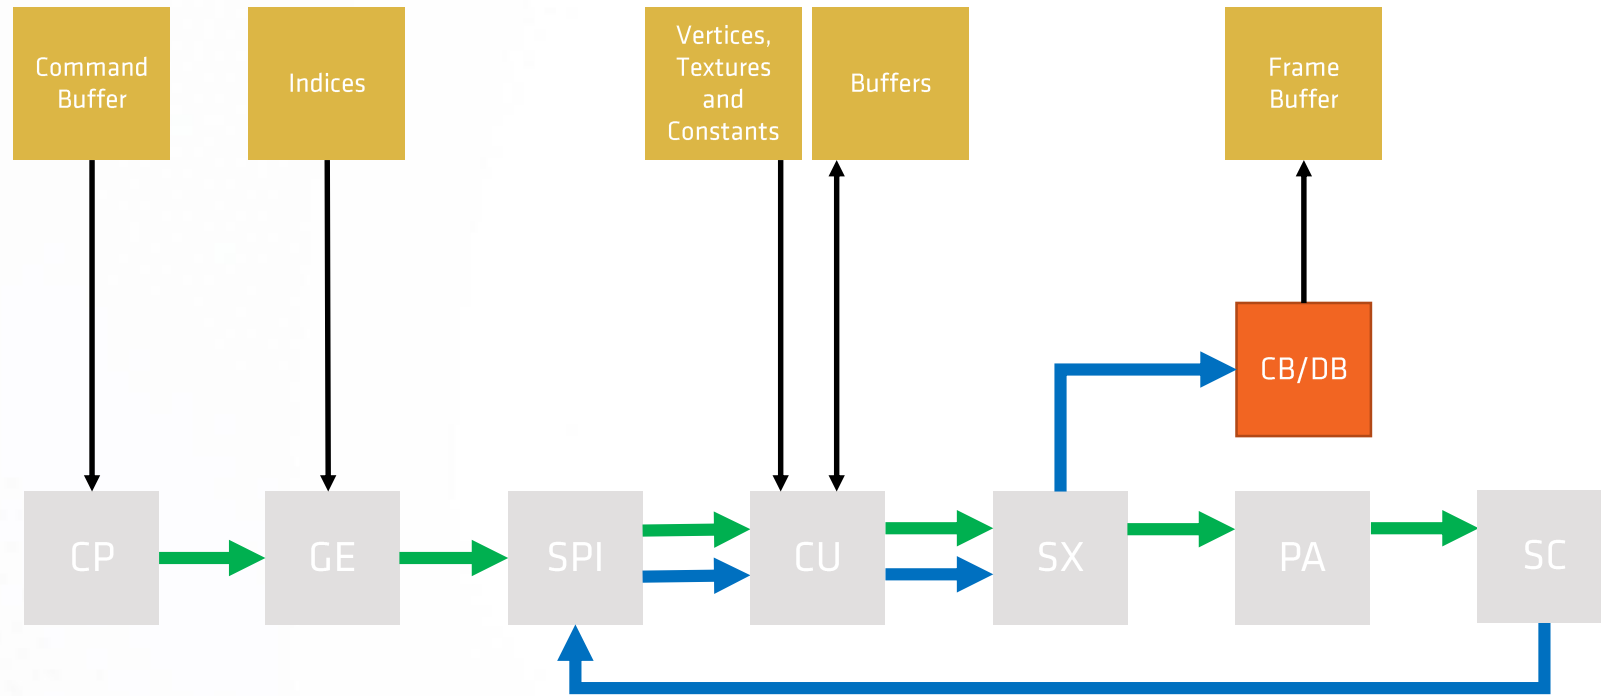 Command
Buffer
Indices
Vertices,
Textures
and
Constants
Buffers
Frame
Buffer
CB/DB
CP
GE
SPI
CU
SX
PA
SC